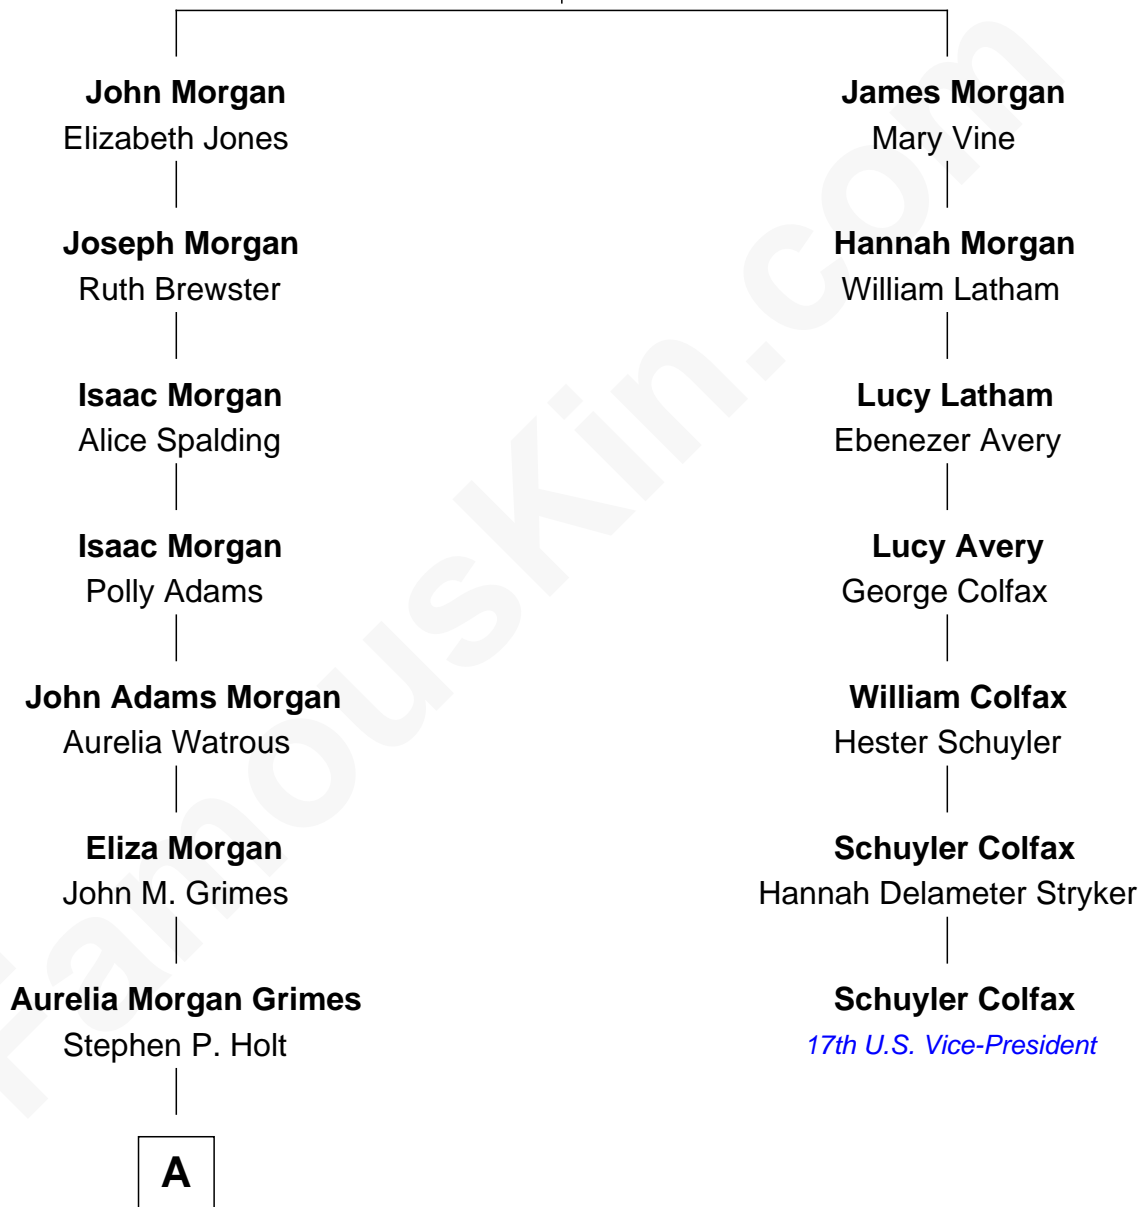 John Morgan
Elizabeth Jones
Joseph Morgan
Ruth Brewster
Isaac Morgan
Alice Spalding
Isaac Morgan
Polly Adams
John Adams Morgan
Aurelia Watrous
Eliza Morgan
John M. Grimes
Aurelia Morgan Grimes
Stephen P. Holt
A
James Morgan
Mary Vine
Hannah Morgan
William Latham
Lucy Latham
Ebenezer Avery
Lucy Avery
George Colfax
William Colfax
Hester Schuyler
Schuyler Colfax
Hannah Delameter Stryker
Schuyler Colfax
17th U.S. Vice-President
FamousKin.com